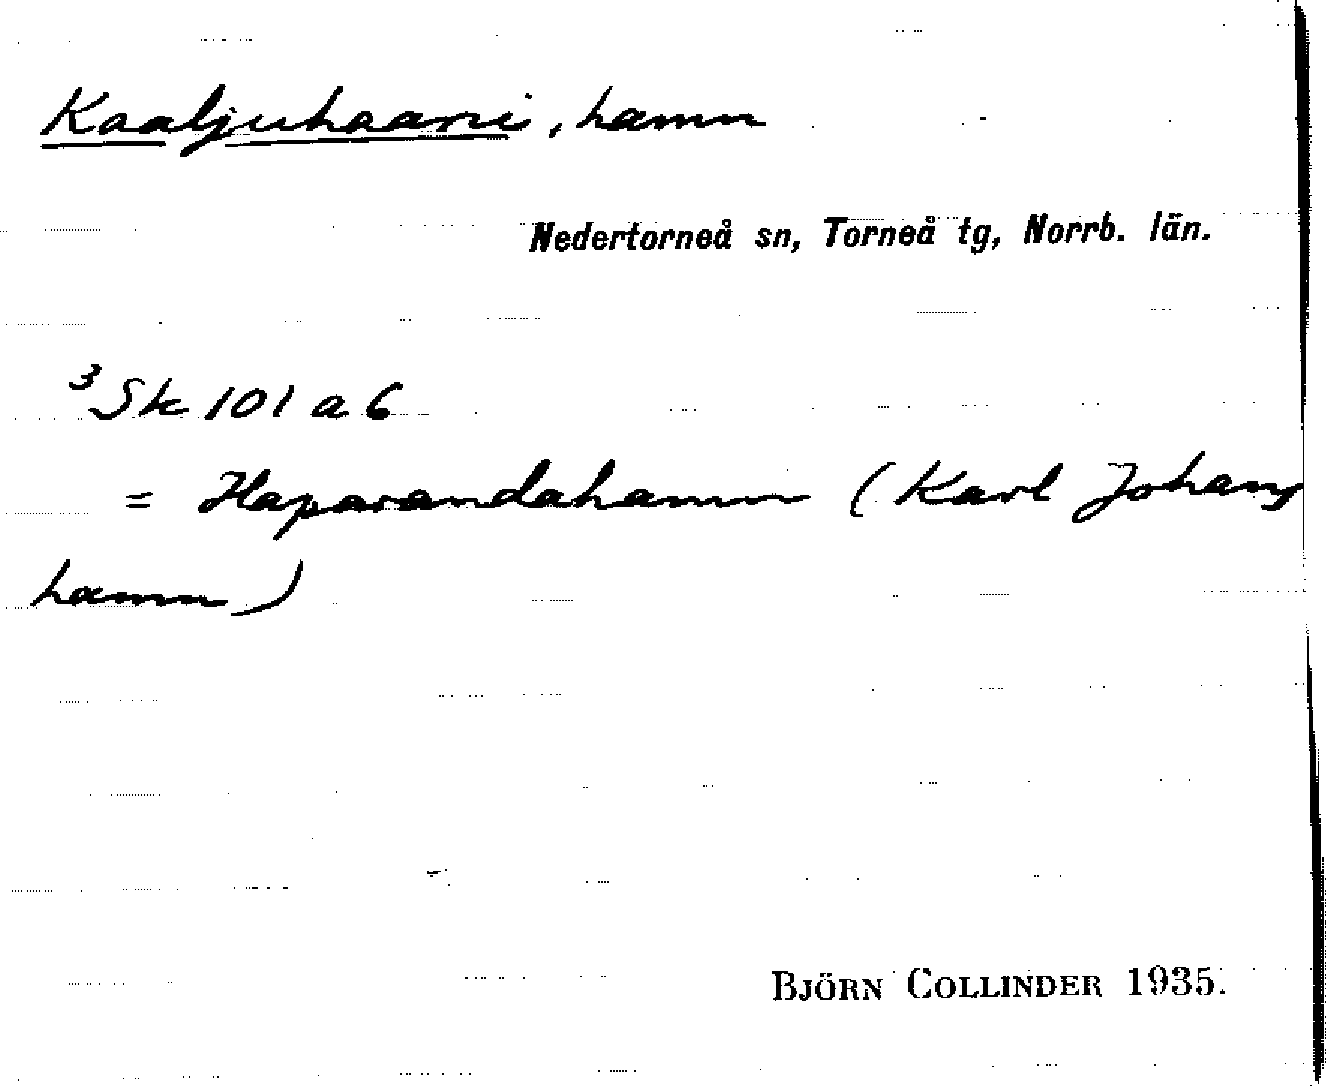 Kaaljuhaani, hamn
Nedertorneå sn, Torneå tg, Norrb. län.
³Sk 101 a 6
= Haparandahamn (Karl Johans
hamn)
BJÖRN COLLINDER 1935.